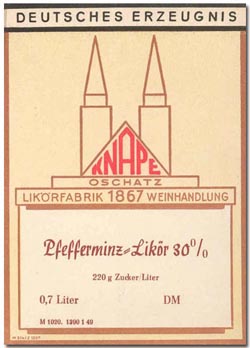 DEUTSCHES ERZEUGNIS
KNAPE
OSCHATZ
LIKÖRFABRIK 1867 WEINHANDLUNG
Pfefferminz=Likör 30%
220 g Zucker/Liter
0,7 Liter DM
M 1020. 1390 1 49